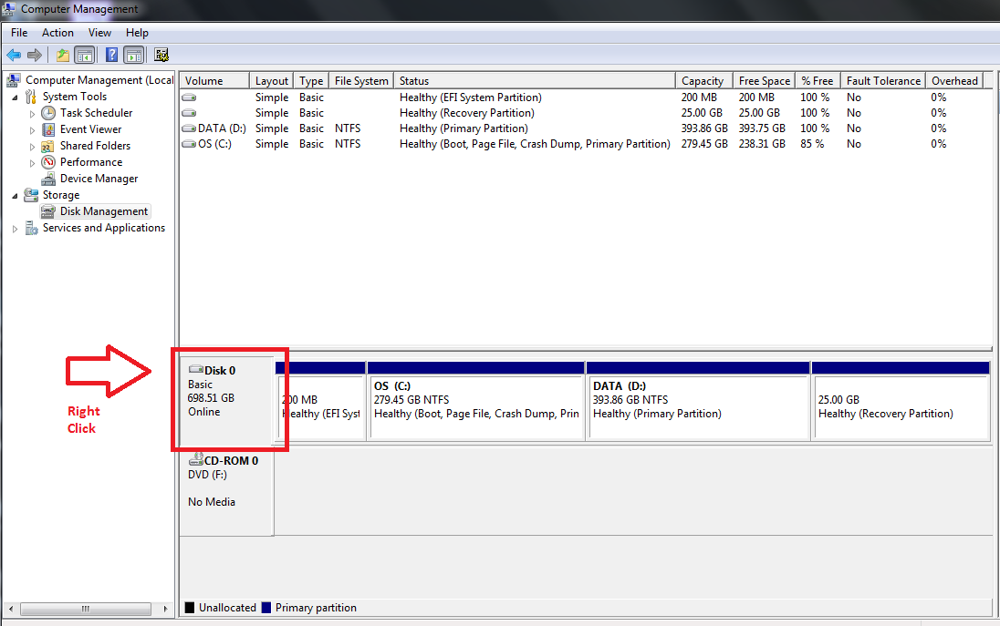 Computer Management
File Action View Help
Computer Management (Local
System Tools
Task Scheduler
Event Viewer
Shared Folders
Performance
Device Manager
Storage
Disk Management
Services and Applications
Volume Layout Type File System Status Capacity Free Space % Free Fault Tolerance Overhead
Simple Basic Healthy (EFI System Partition) 200 MB 200 MB 100 % No 0%
Simple Basic Healthy (Recovery Partition) 25.00 GB 25.00 GB 100 % No 0%
DATA (D:) Simple Basic NTFS Healthy (Primary Partition) 393.86 GB 393.75 GB 100 % No 0%
OS (C:) Simple Basic NTFS Healthy (Boot, Page File, Crash Dump, Primary Partition) 279.45 GB 238.31 GB 85 % No 0%
Right
Click
Disk 0
Basic
698.51 GB
Online
200 MB
Healthy (EFI Syst
OS (C:)
279.45 GB NTFS
Healthy (Boot, Page File, Crash Dump, Prin
DATA (D:)
393.86 GB NTFS
Healthy (Primary Partition)
25.00 GB
Healthy (Recovery Partition)
CD-ROM 0
DVD (F:)
No Media
Unallocated Primary partition